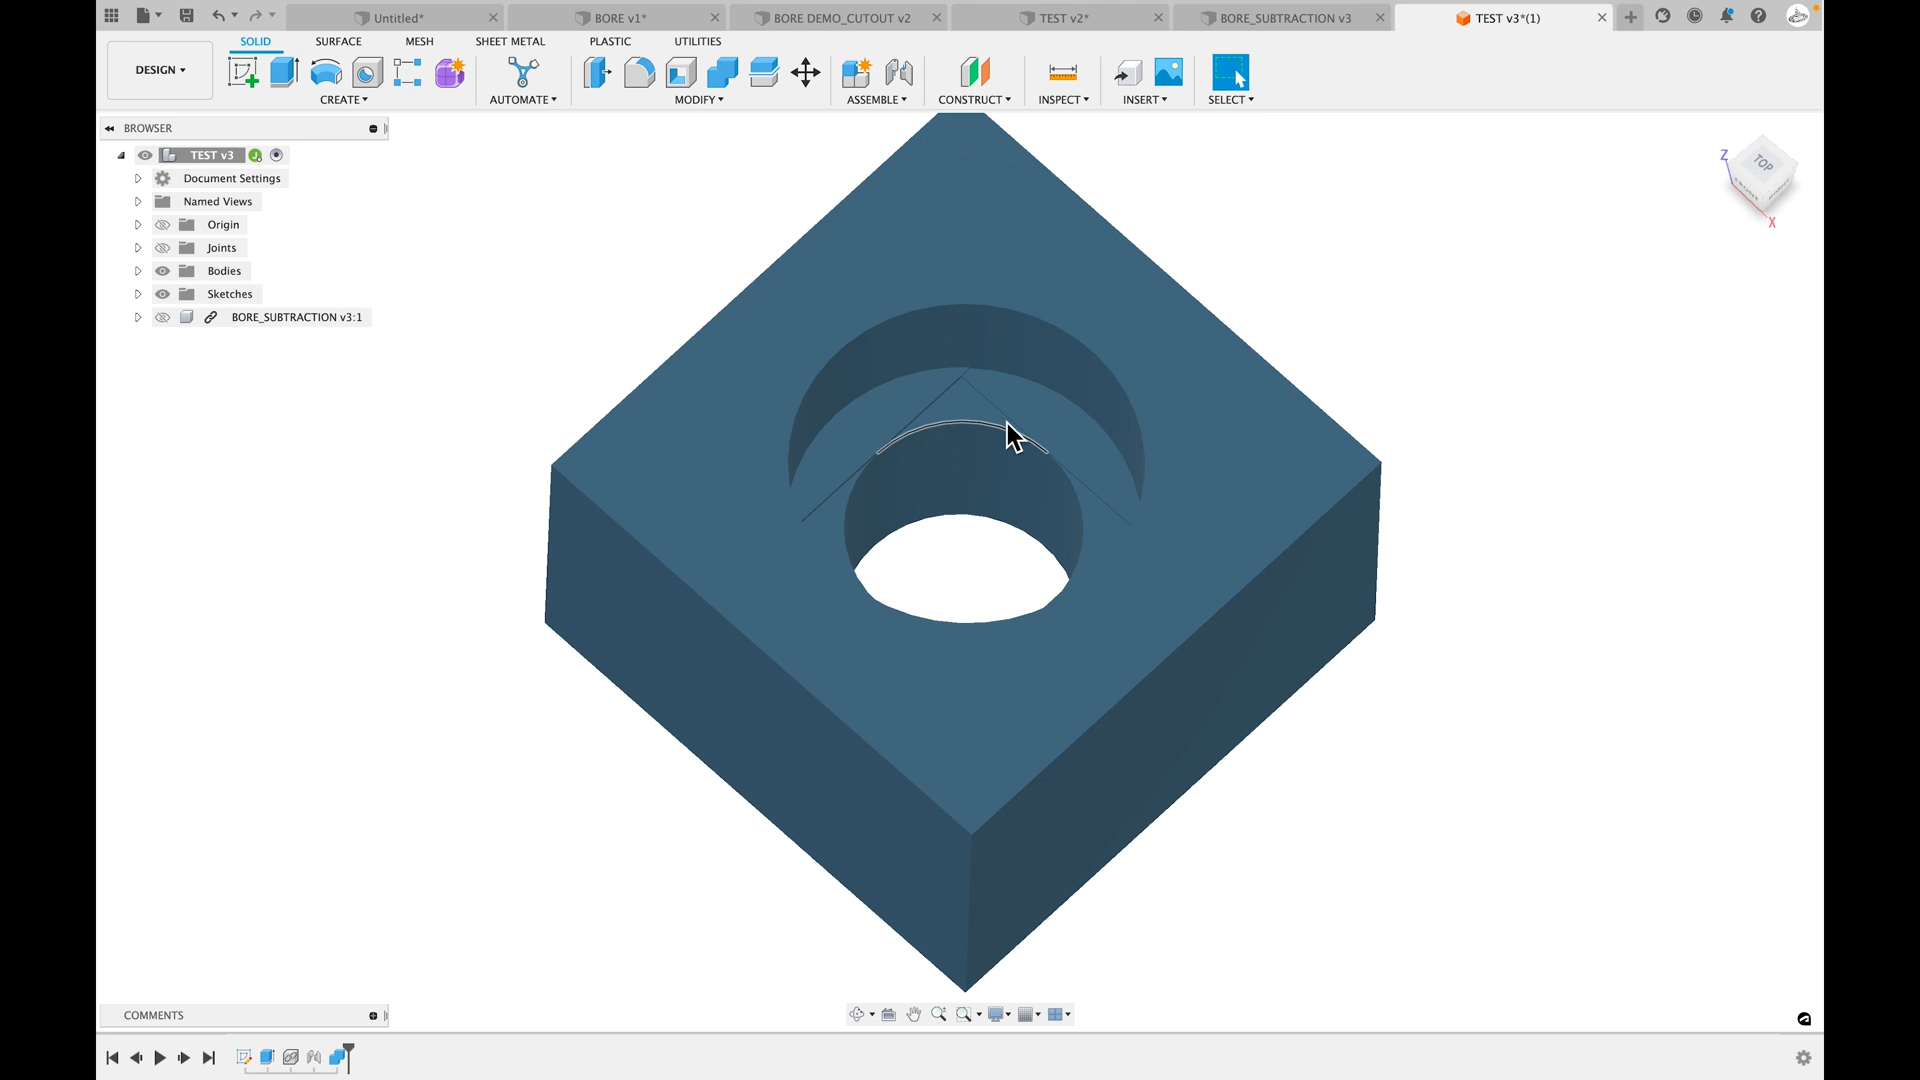 Untitled*
BORE v1*
BORE DEMO_CUTOUT v2
TEST v2*
BORE_SUBTRACTION v3
TEST v3*(1)
SOLID
SURFACE
MESH
SHEET METAL
PLASTIC
UTILITIES
DESIGN
CREATE
AUTOMATE
MODIFY
ASSEMBLE
CONSTRUCT
INSPECT
INSERT
SELECT
BROWSER
TEST v3
Document Settings
Named Views
Origin
Joints
Bodies
Sketches
BORE_SUBTRACTION v3:1
Z
TOP
X
COMMENTS